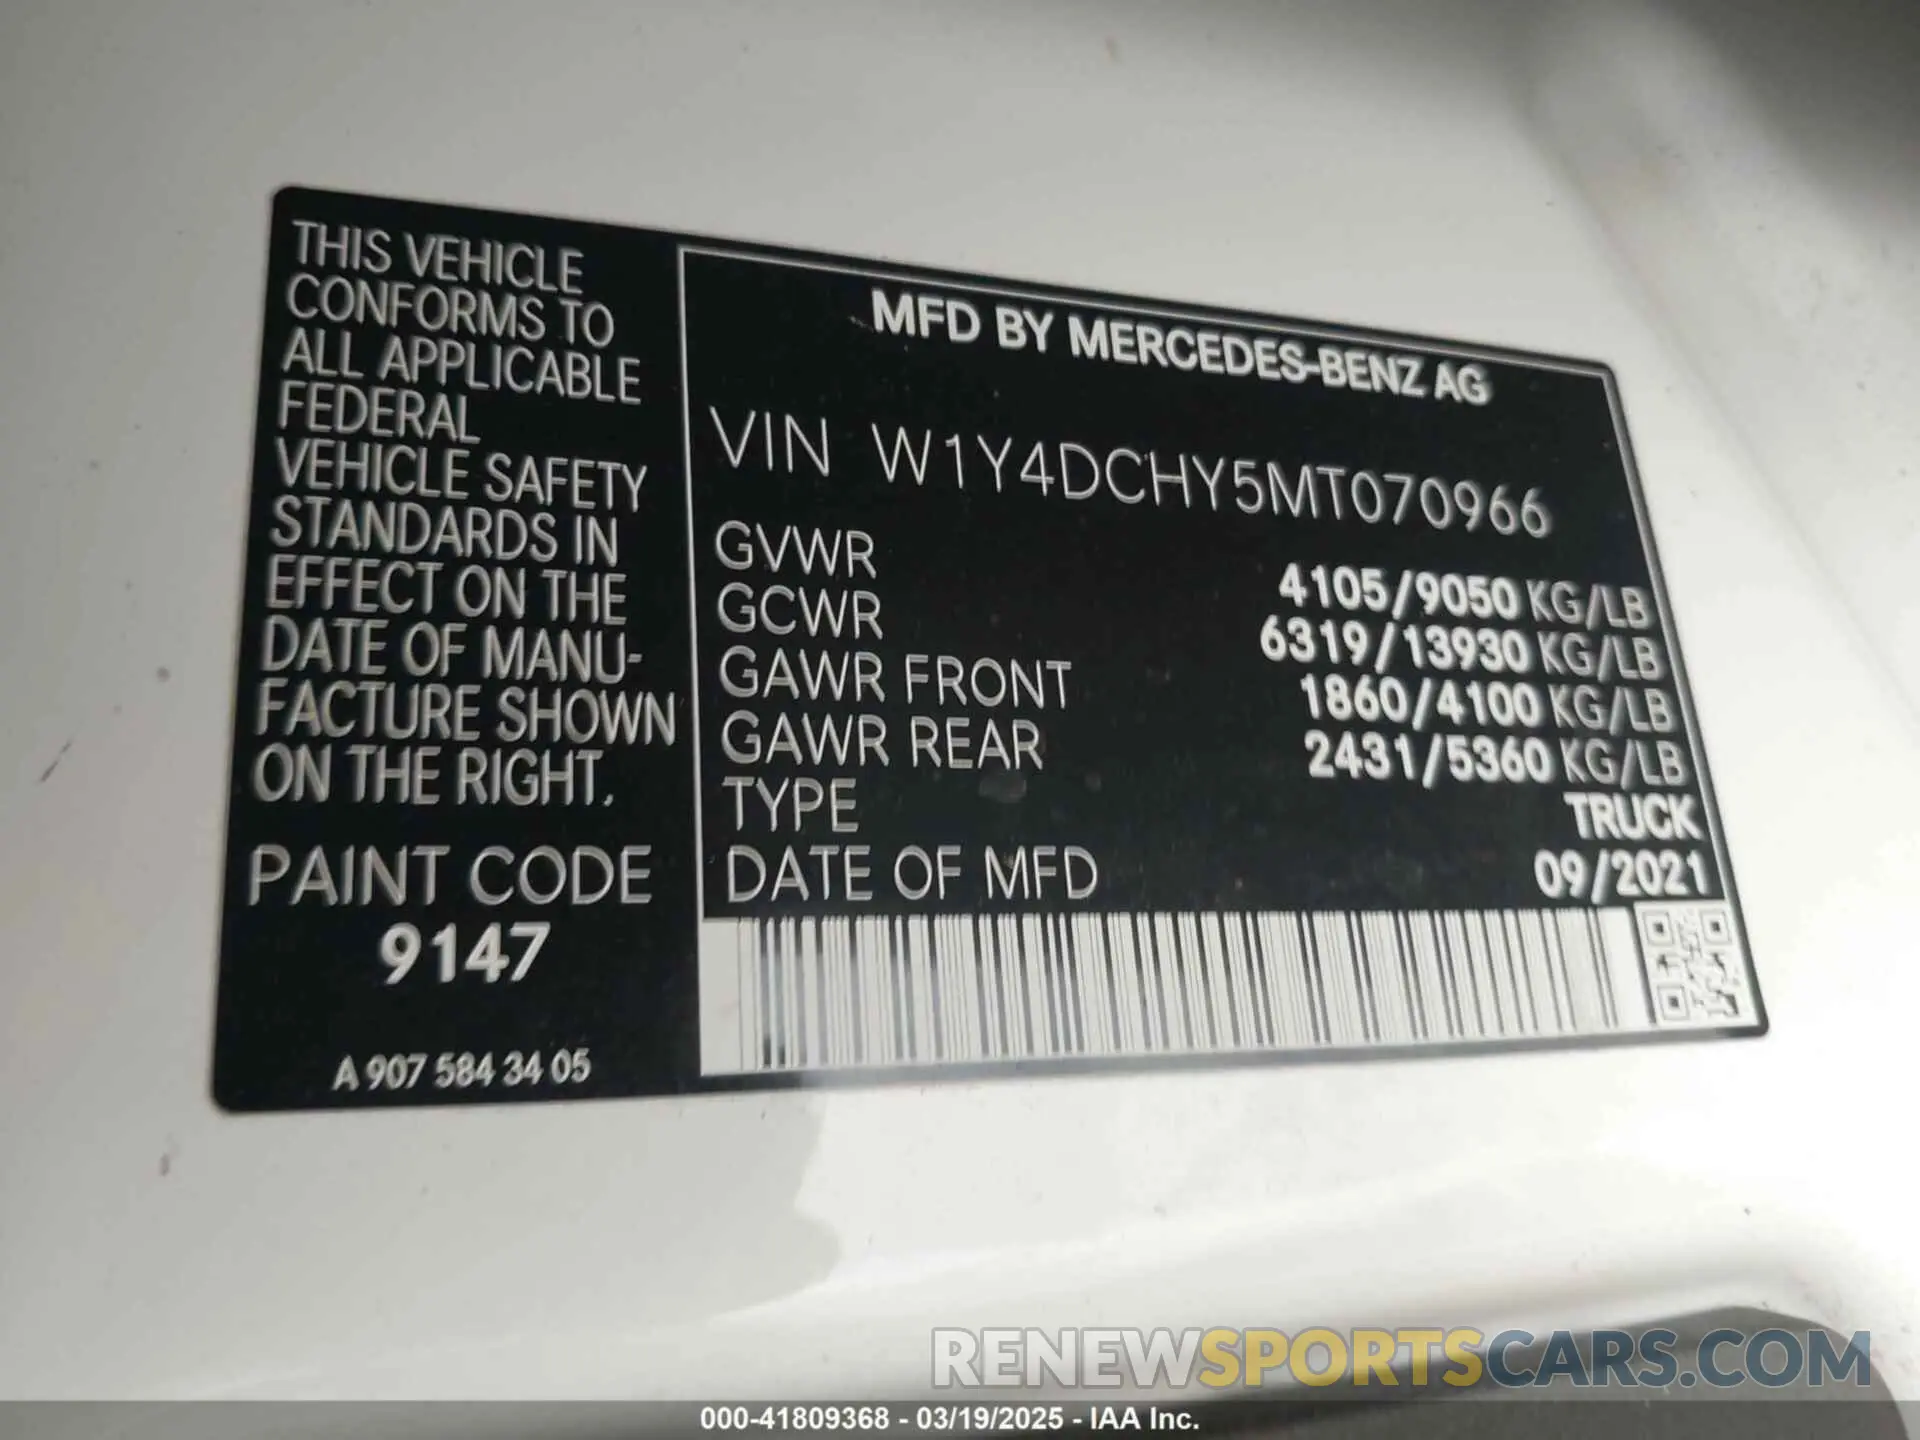 THIS VEHICLE
CONFORMS TO
ALL APPLICABLE
FEDERAL
VEHICLE SAFETY
STANDARDS IN
EFFECT ON THE
DATE OF MANU-
FACTURE SHOWN
ON THE RIGHT.
PAINT CODE
9147
A 907 584 34 05
MFD BY MERCEDES-BENZ AG
VIN W1Y4DCHY5MT070966
GVWR 4105/9050 KG/LB
GCWR 6319/13930 KG/LB
GAWR FRONT 1860/4100 KG/LB
GAWR REAR 2431/5360 KG/LB
TYPE TRUCK
DATE OF MFD 09/2021
RENEWSPORTSCARS.COM
000-41809368 - 03/19/2025 - IAA Inc.